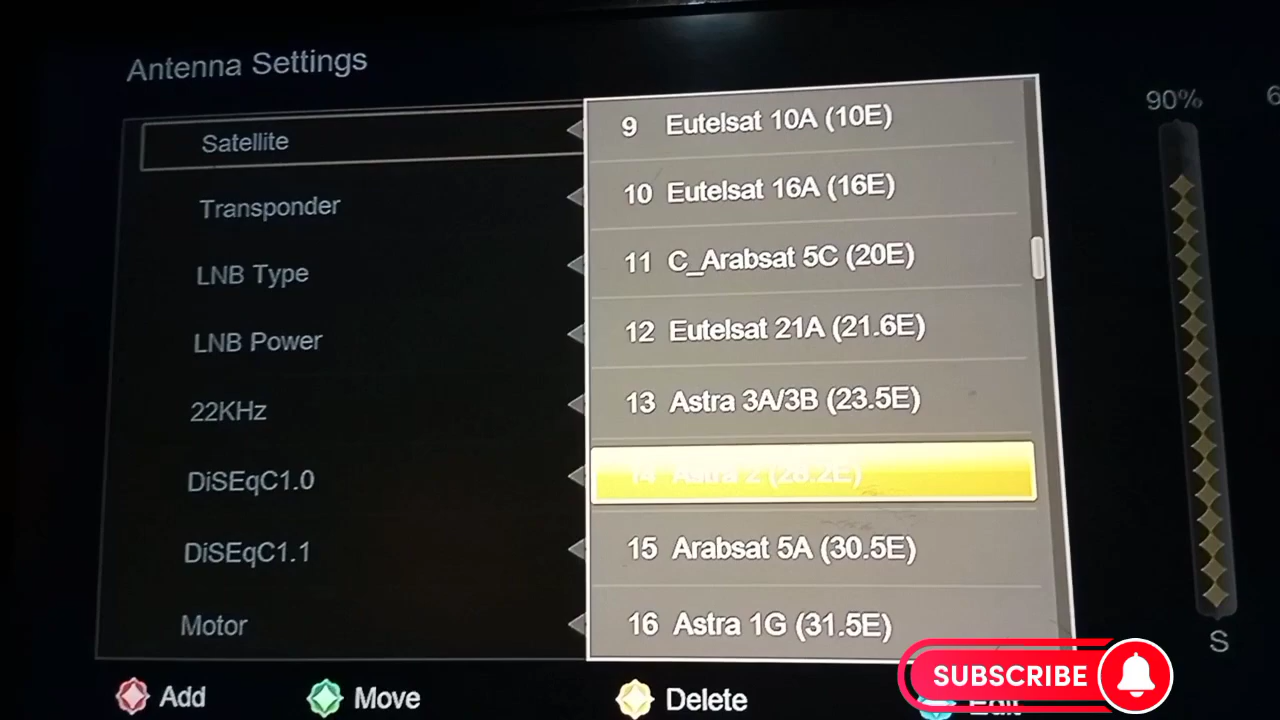 Antenna Settings
Satellite
Transponder
LNB Type
LNB Power
22KHz
DiSEqC1.0
DiSEqC1.1
Motor
9 Eutelsat 10A (10E)
10 Eutelsat 16A (16E)
11 C_Arabsat 5C (20E)
12 Eutelsat 21A (21.6E)
13 Astra 3A/3B (23.5E)
14 Astra 2 (28.2E)
15 Arabsat 5A (30.5E)
16 Astra 1G (31.5E)
90%
S
Add
Move
Delete
Edit
SUBSCRIBE